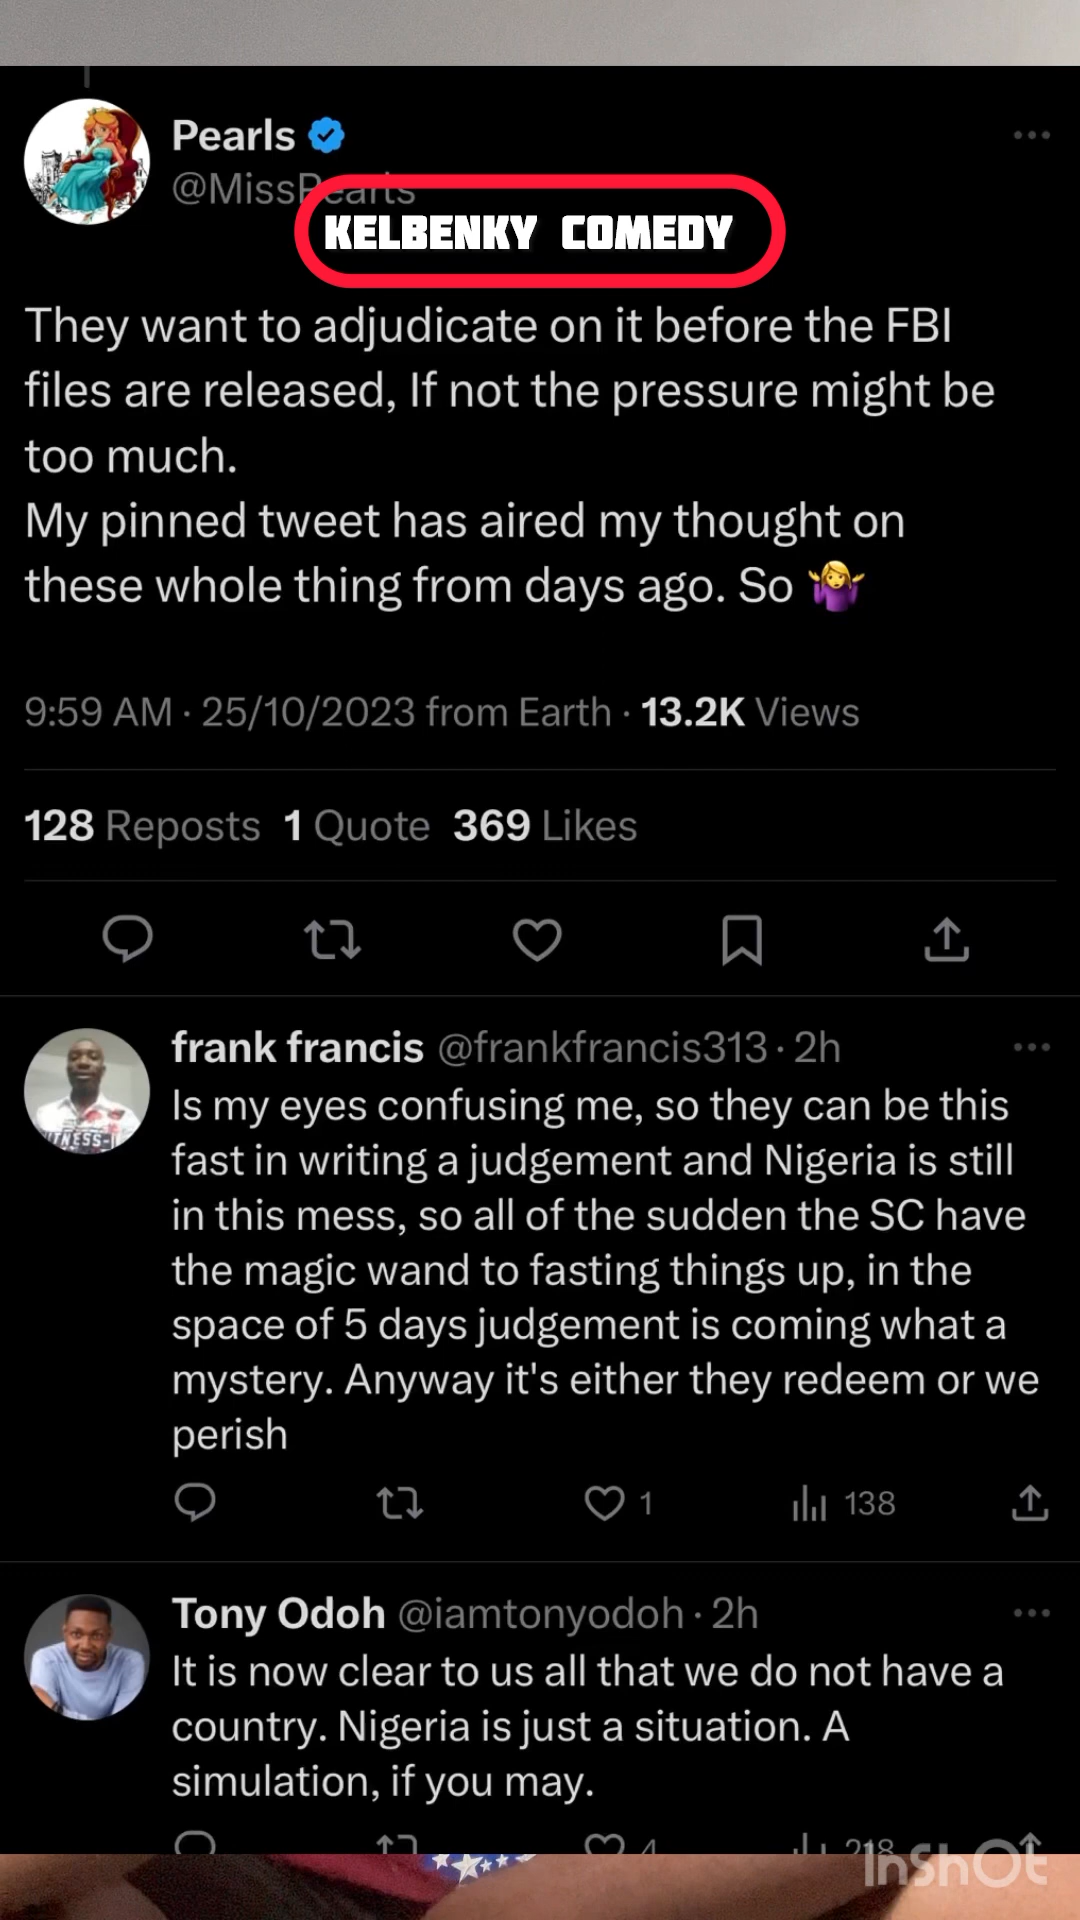 Pearls
@MissPearls
KELBENKY COMEDY
They want to adjudicate on it before the FBI
files are released, If not the pressure might be
too much.
My pinned tweet has aired my thought on
these whole thing from days ago. So 🤷‍♀️
9:59 AM · 25/10/2023 from Earth · 13.2K Views
128 Reposts 1 Quote 369 Likes
frank francis @frankfrancis313 · 2h
Is my eyes confusing me, so they can be this
fast in writing a judgement and Nigeria is still
in this mess, so all of the sudden the SC have
the magic wand to fasting things up, in the
space of 5 days judgement is coming what a
mystery. Anyway it's either they redeem or we
perish
1 138
ITNESS-
Tony Odoh @iamtonyodoh · 2h
It is now clear to us all that we do not have a
country. Nigeria is just a situation. A
simulation, if you may.
4 218
InShOt